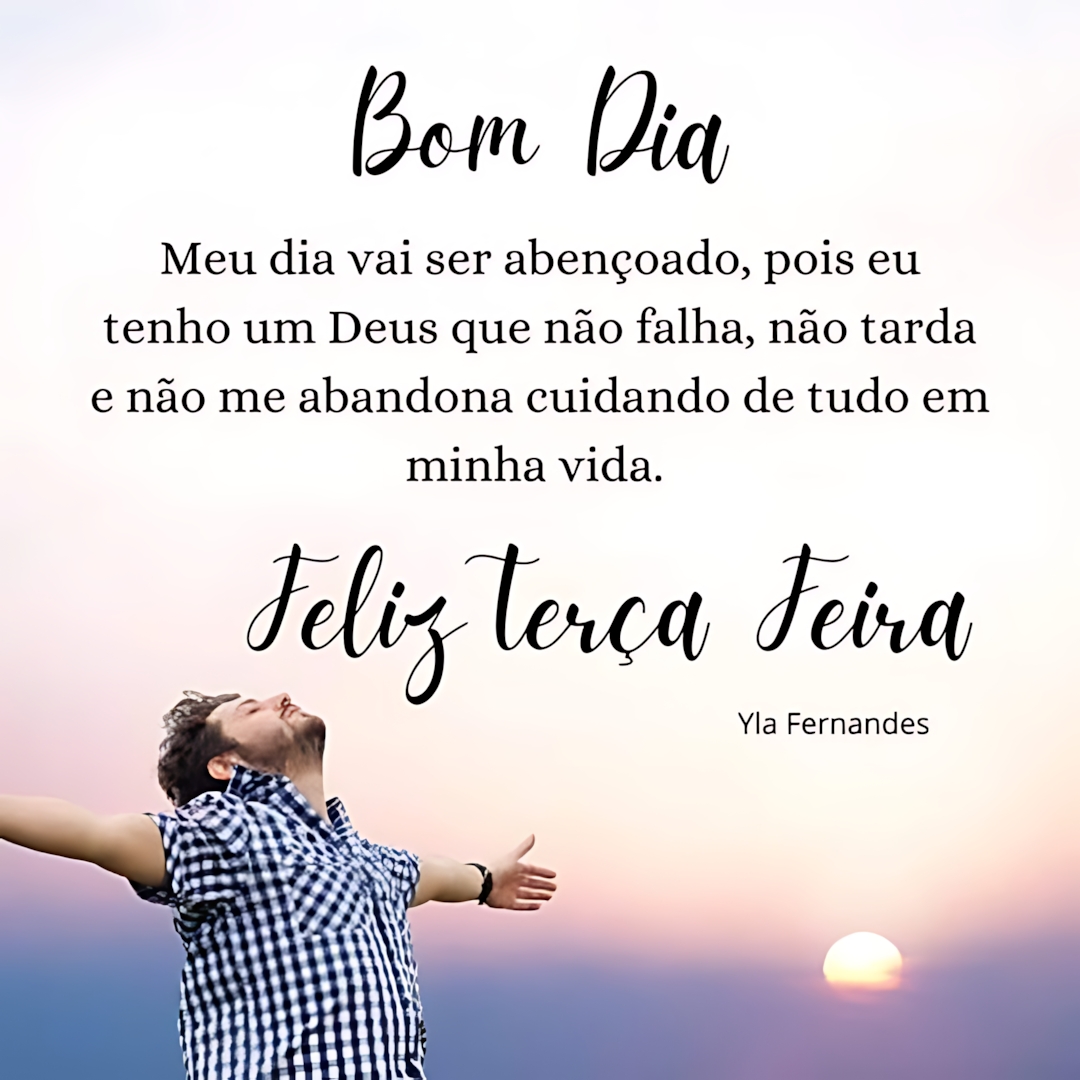 Bom Dia
Meu dia vai ser abençoado, pois eu
tenho um Deus que não falha, não tarda
e não me abandona cuidando de tudo em
minha vida.
Feliz terça Feira
Yla Fernandes